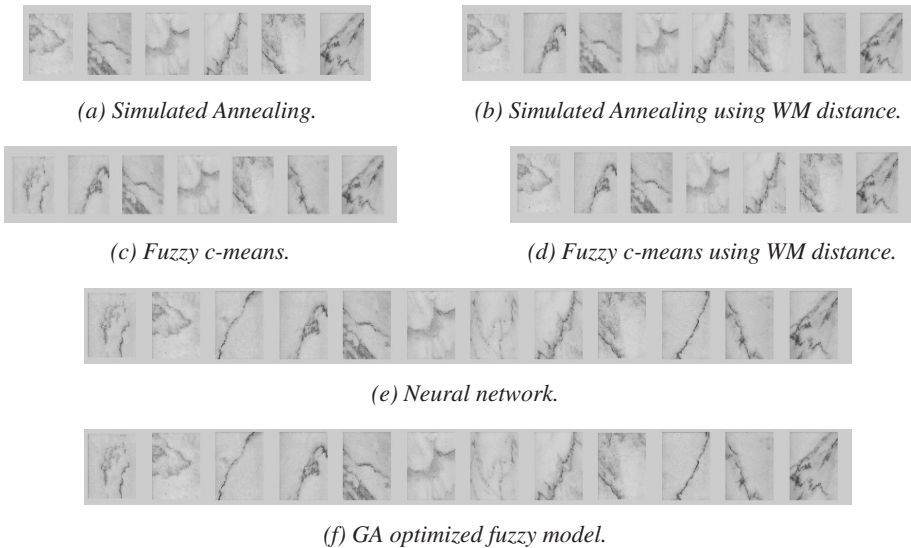 (a) Simulated Annealing.
(b) Simulated Annealing using WM distance.
(c) Fuzzy c-means.
(d) Fuzzy c-means using WM distance.
(e) Neural network.
(f) GA optimized fuzzy model.